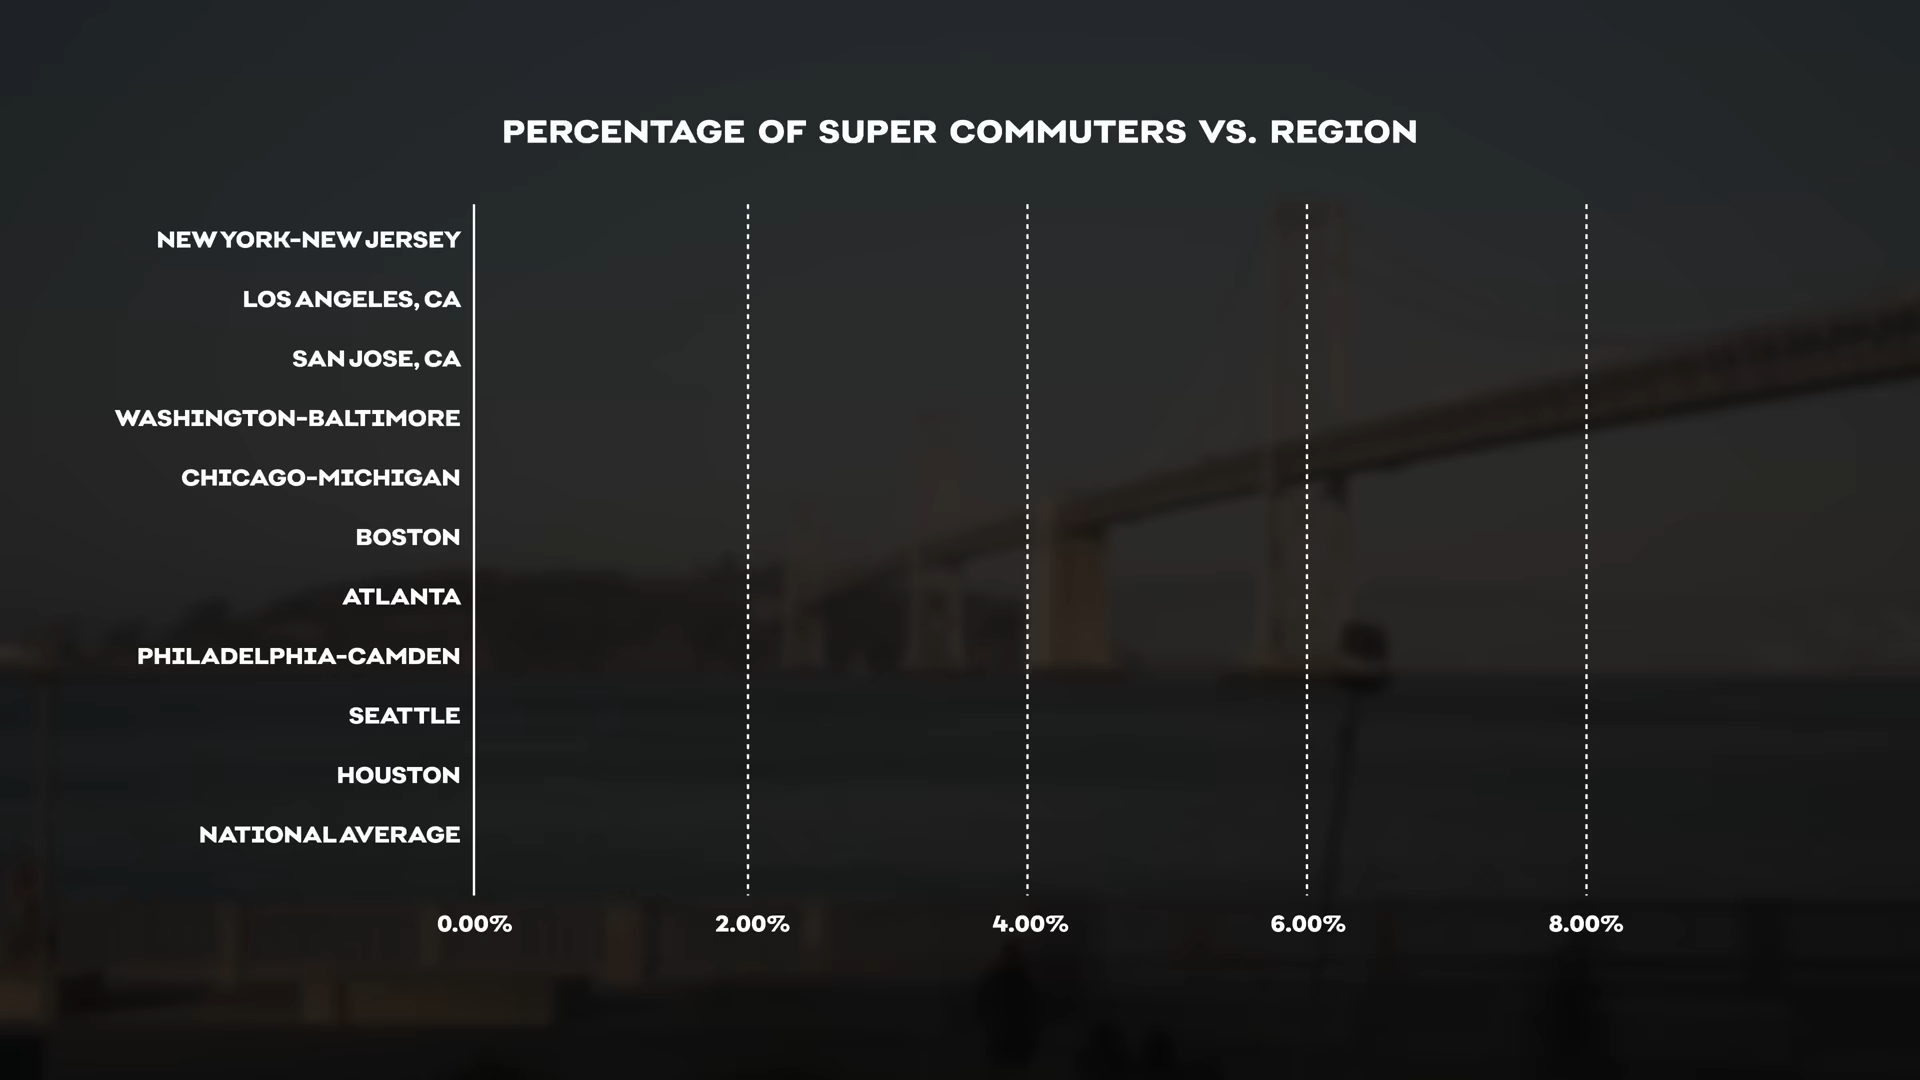 PERCENTAGE OF SUPER COMMUTERS VS. REGION
NEW YORK-NEW JERSEY
LOS ANGELES, CA
SAN JOSE, CA
WASHINGTON-BALTIMORE
CHICAGO-MICHIGAN
BOSTON
ATLANTA
PHILADELPHIA-CAMDEN
SEATTLE
HOUSTON
NATIONAL AVERAGE
0.00% 2.00% 4.00% 6.00% 8.00%